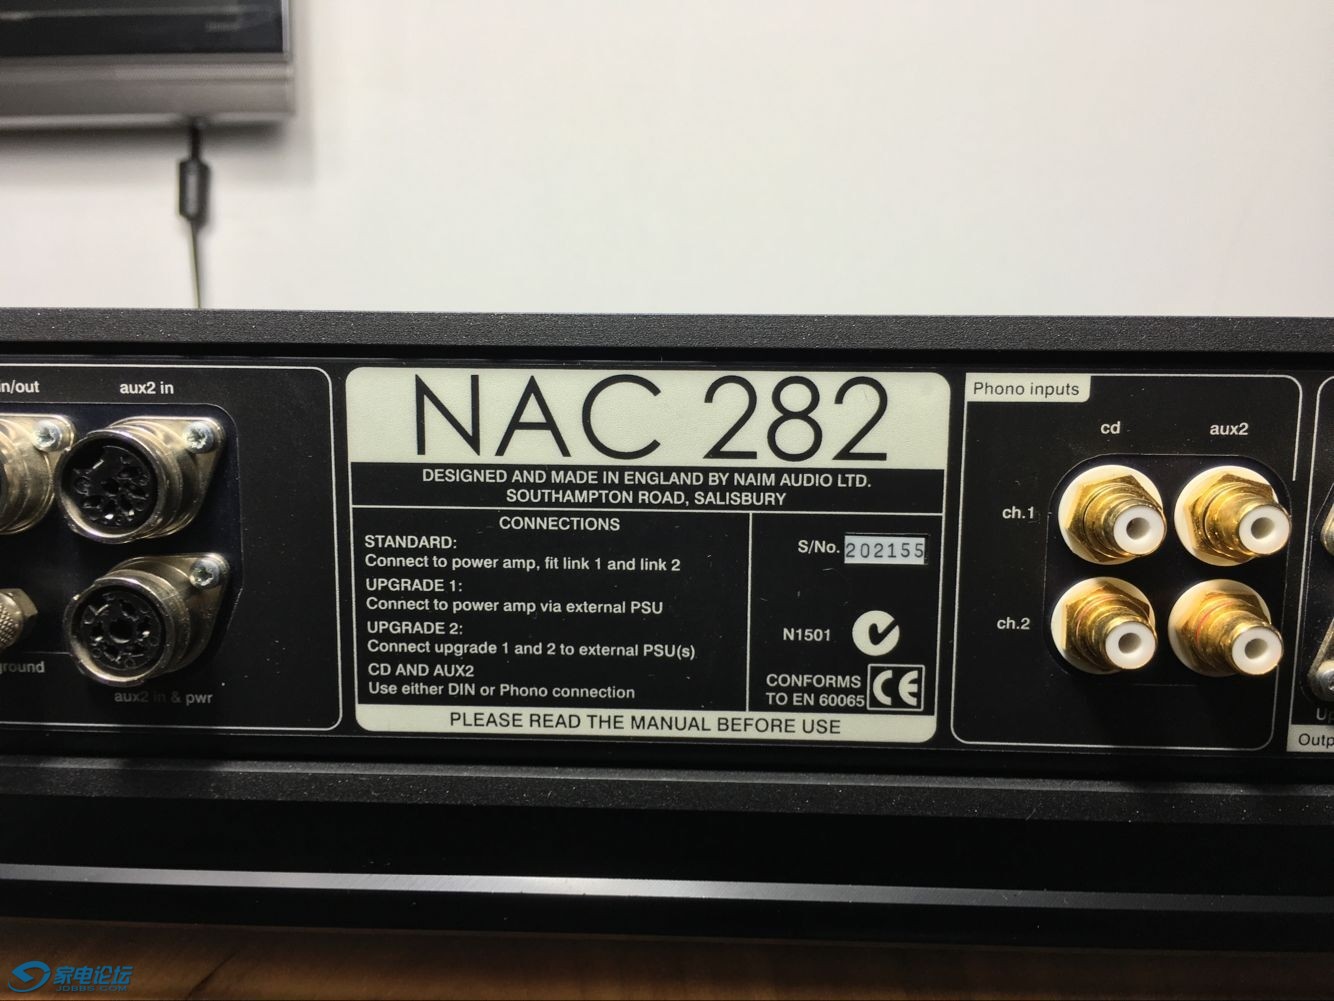 in/out
aux2 in
ground
aux2 in & pwr
NAC 282
DESIGNED AND MADE IN ENGLAND BY NAIM AUDIO LTD.
SOUTHAMPTON ROAD, SALISBURY
CONNECTIONS
STANDARD:
Connect to power amp, fit link 1 and link 2
UPGRADE 1:
Connect to power amp via external PSU
UPGRADE 2:
Connect upgrade 1 and 2 to external PSU(s)
CD AND AUX2
Use either DIN or Phono connection
S/No. 202155
N1501
CONFORMS
TO EN 60065
CE
PLEASE READ THE MANUAL BEFORE USE
Phono inputs
cd
aux2
ch.1
ch.2
家电论坛
JDBBS.COM